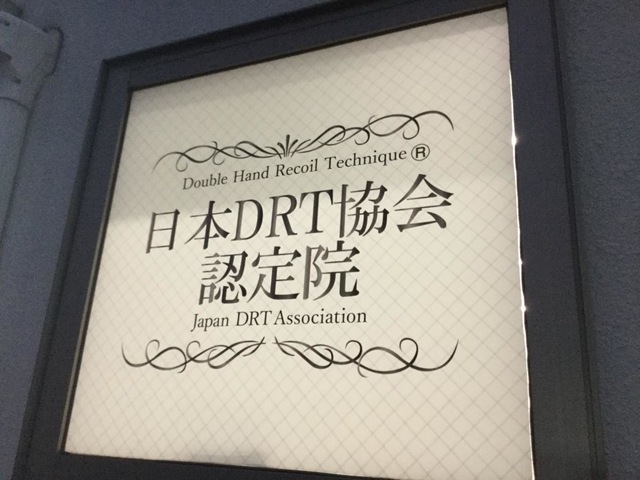 Double Hand Recoil Technique®
日本DRT協会
認定院
Japan DRT Association